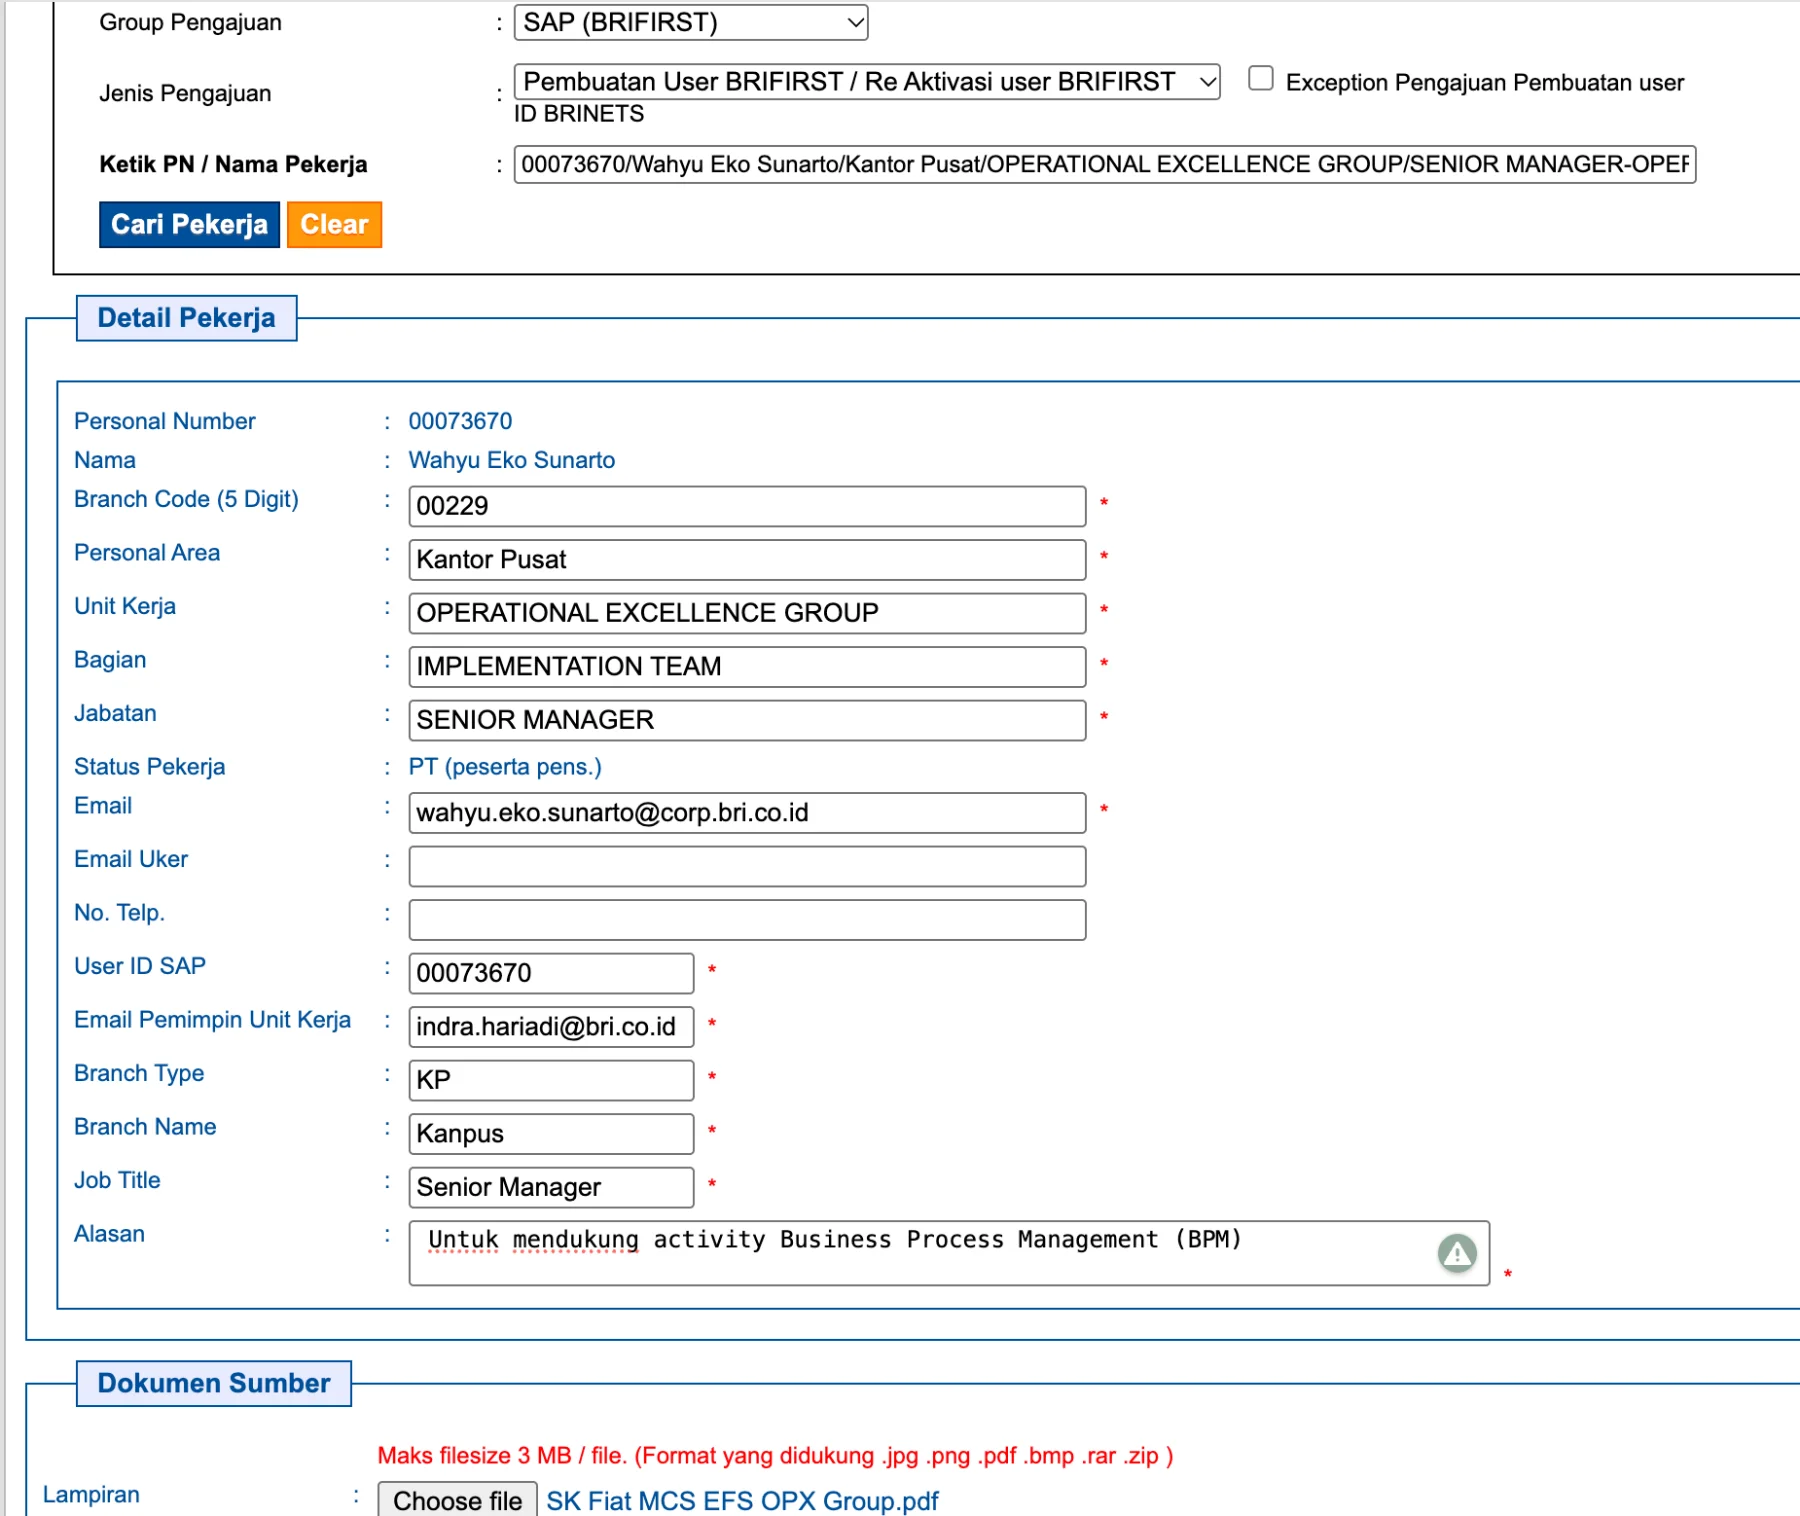 Group Pengajuan : SAP (BRIFIRST)
Jenis Pengajuan : Pembuatan User BRIFIRST / Re Aktivasi user BRIFIRST Exception Pengajuan Pembuatan user
ID BRINETS
Ketik PN / Nama Pekerja : 00073670/Wahyu Eko Sunarto/Kantor Pusat/OPERATIONAL EXCELLENCE GROUP/SENIOR MANAGER-OPER
Cari Pekerja Clear
Detail Pekerja
Personal Number : 00073670
Nama : Wahyu Eko Sunarto
Branch Code (5 Digit) : 00229 *
Personal Area : Kantor Pusat *
Unit Kerja : OPERATIONAL EXCELLENCE GROUP *
Bagian : IMPLEMENTATION TEAM *
Jabatan : SENIOR MANAGER *
Status Pekerja : PT (peserta pens.)
Email : wahyu.eko.sunarto@corp.bri.co.id *
Email Uker :
No. Telp. :
User ID SAP : 00073670 *
Email Pemimpin Unit Kerja : indra.hariadi@bri.co.id *
Branch Type : KP *
Branch Name : Kanpus *
Job Title : Senior Manager *
Alasan : Untuk mendukung activity Business Process Management (BPM) *
Dokumen Sumber
Maks filesize 3 MB / file. (Format yang didukung .jpg .png .pdf .bmp .rar .zip )
Lampiran : Choose file SK Fiat MCS EFS OPX Group.pdf